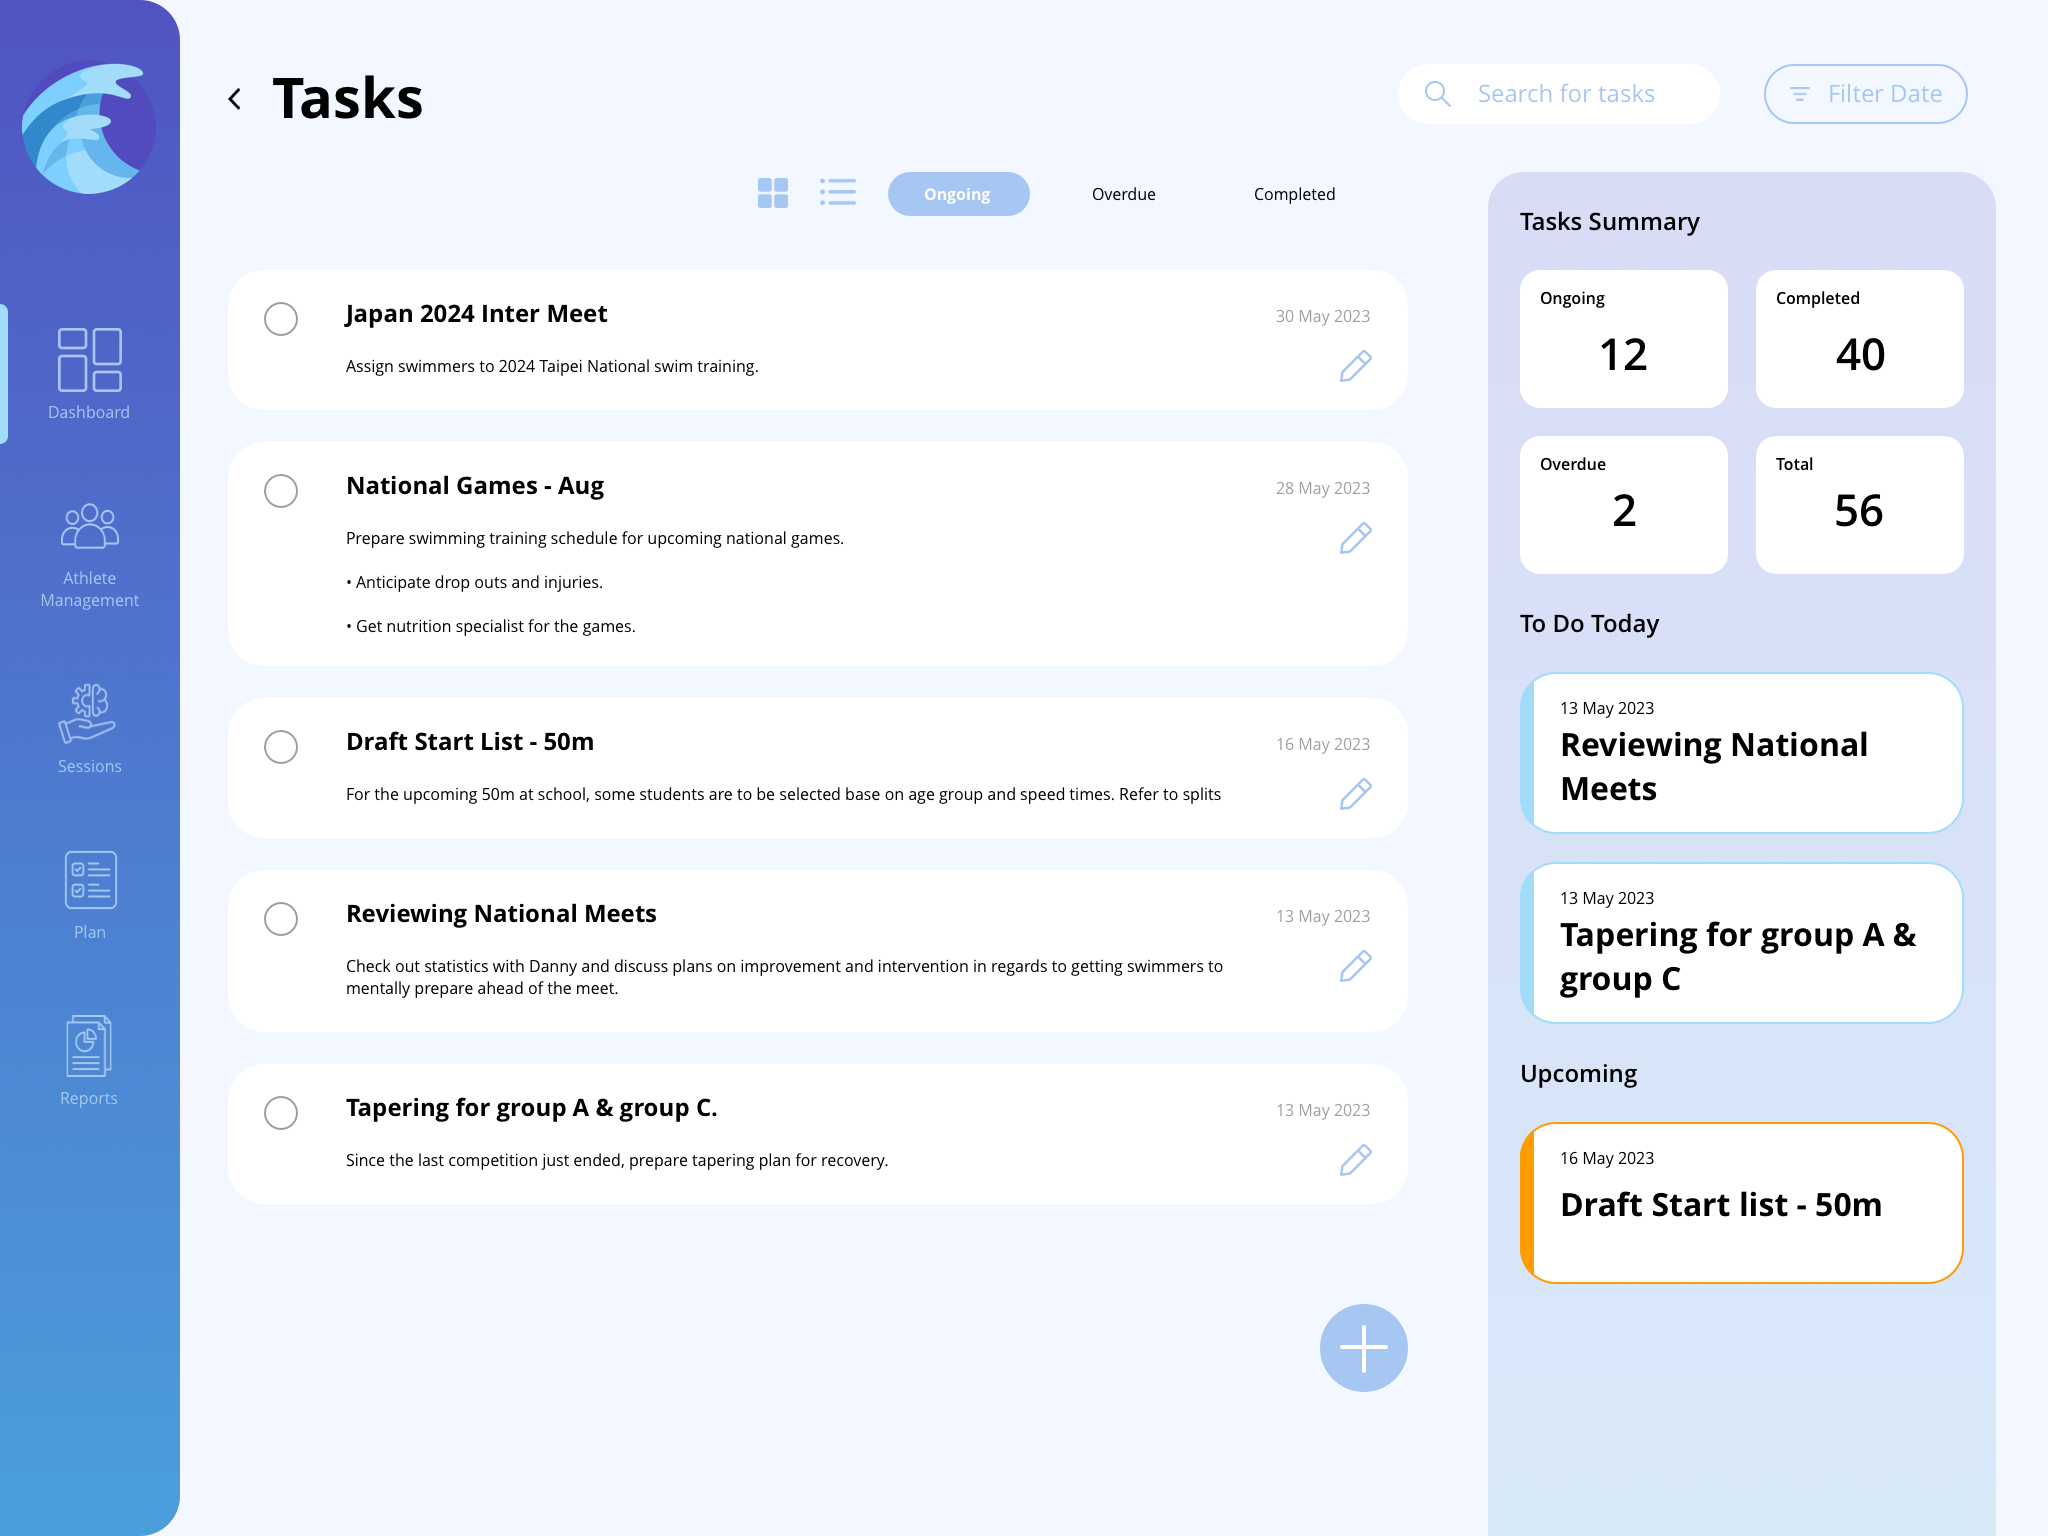 Tasks
Search for tasks
Filter Date
Ongoing
Overdue
Completed
Dashboard
Athlete
Management
Sessions
Plan
Reports
Japan 2024 Inter Meet
30 May 2023
Assign swimmers to 2024 Taipei National swim training.
National Games - Aug
28 May 2023
Prepare swimming training schedule for upcoming national games.
• Anticipate drop outs and injuries.
• Get nutrition specialist for the games.
Draft Start List - 50m
16 May 2023
For the upcoming 50m at school, some students are to be selected base on age group and speed times. Refer to splits
Reviewing National Meets
13 May 2023
Check out statistics with Danny and discuss plans on improvement and intervention in regards to getting swimmers to
mentally prepare ahead of the meet.
Tapering for group A & group C.
13 May 2023
Since the last competition just ended, prepare tapering plan for recovery.
Tasks Summary
Ongoing
12
Completed
40
Overdue
2
Total
56
To Do Today
13 May 2023
Reviewing National
Meets
13 May 2023
Tapering for group A &
group C
Upcoming
16 May 2023
Draft Start list - 50m